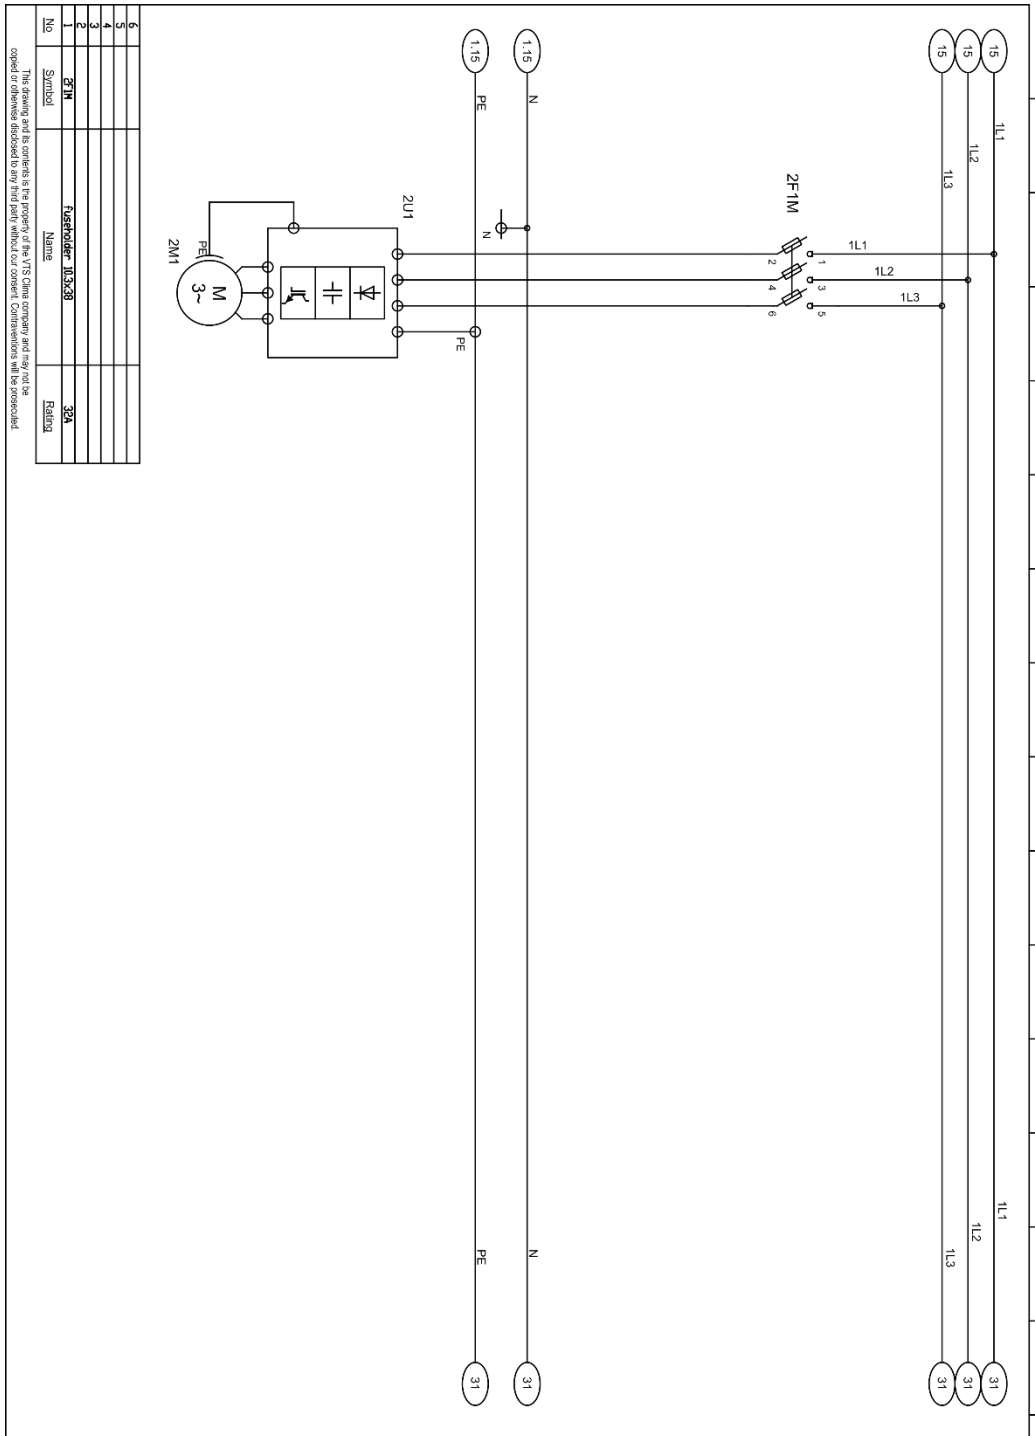 15 1L1 1L1 31
15 1L2 1L2 31
15 1L3 1L3 31
1L1 1L2 1L3
2F1M
1 3 5
2 4 6
1.15 N N 31
N
1.15 PE PE 31
PE
2U1
M
3~
PE
2M1
6
5
4
3
2
1 2F1M fuseholder 10.3x38 32A
No Symbol Name Rating
This drawing and its contents is the property of the VTS Clima company and may not be
copied or otherwise disclosed to any third party without our consent. Contraventions will be prosecuted.